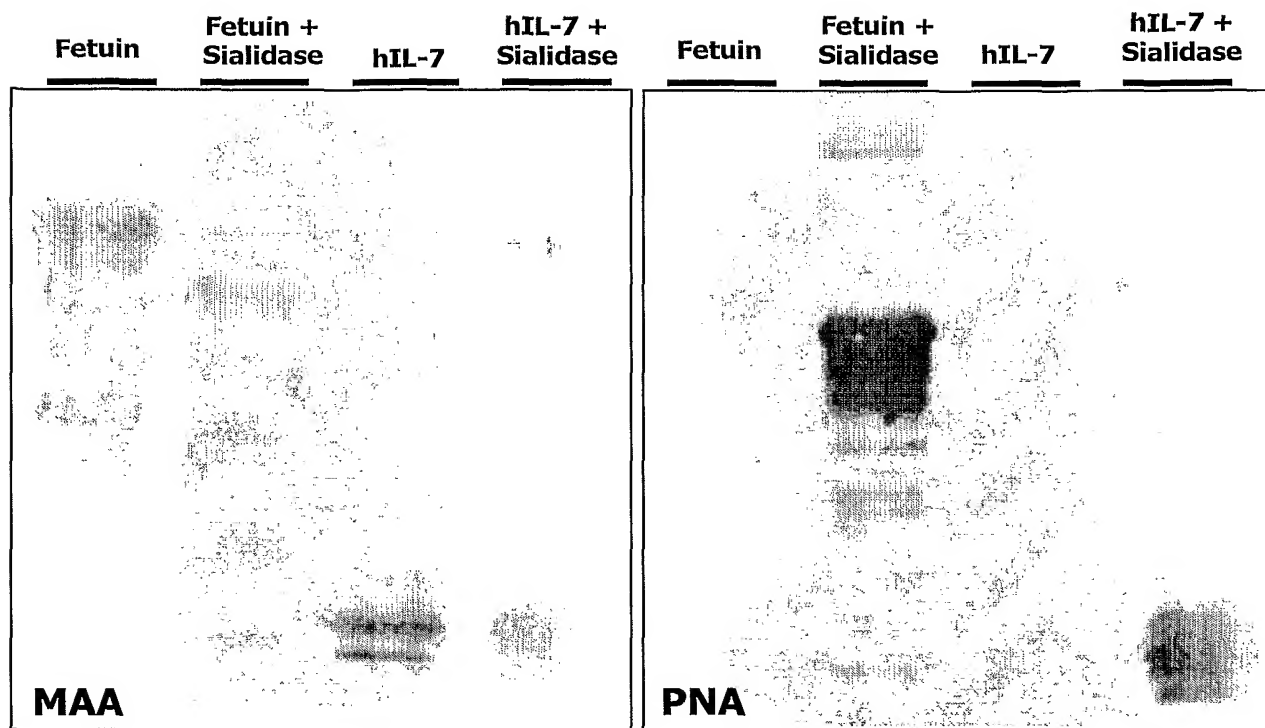 Fetuin
Fetuin +
Sialidase
hIL-7
hIL-7 +
Sialidase
Fetuin
Fetuin +
Sialidase
hIL-7
hIL-7 +
Sialidase
MAA
PNA